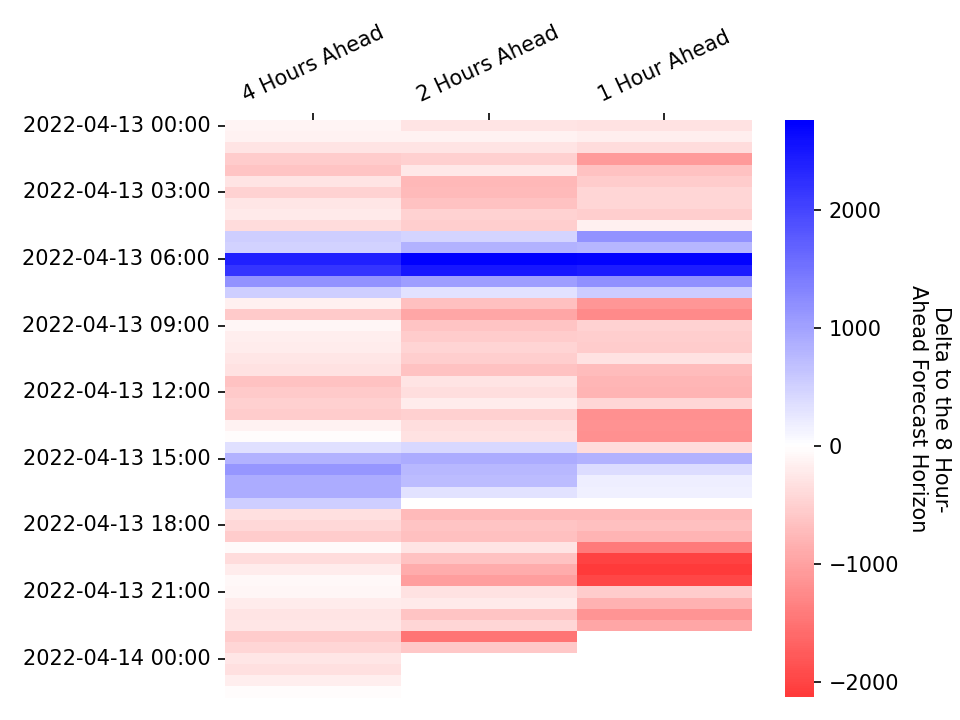 4 Hours Ahead
2 Hours Ahead
1 Hour Ahead
2022-04-13 00:00
2022-04-13 03:00
2022-04-13 06:00
2022-04-13 09:00
2022-04-13 12:00
2022-04-13 15:00
2022-04-13 18:00
2022-04-13 21:00
2022-04-14 00:00
2000
1000
0
−1000
−2000
Delta to the 8 Hour-
Ahead Forecast Horizon